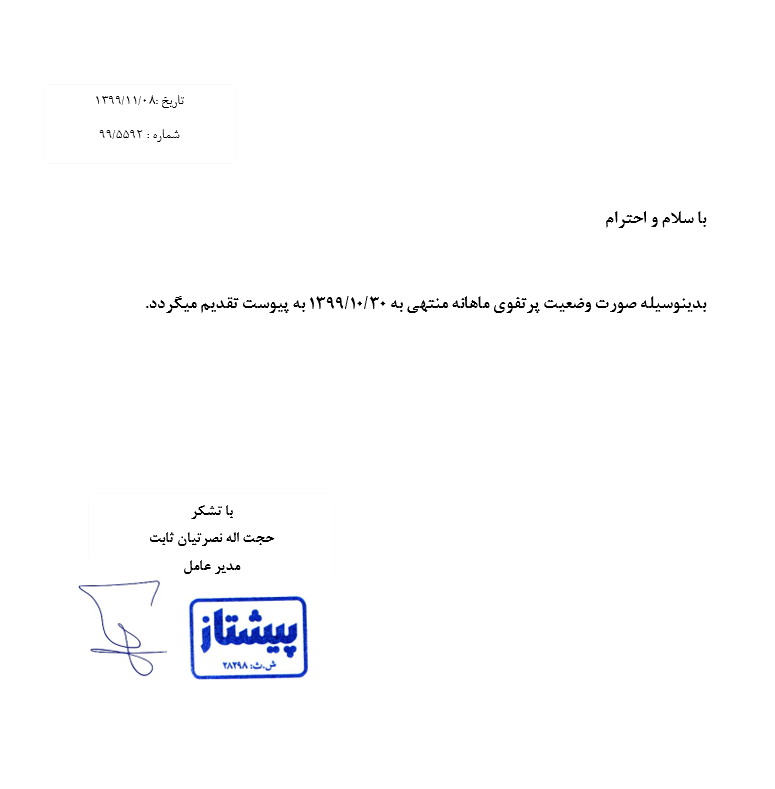 تاریخ :۱۳۹۹/۱۱/۰۸
شماره : ۹۹/۵۵۹۲
با سلام و احترام
بدینوسیله صورت وضعیت پرتفوی ماهانه منتهی به ۱۳۹۹/۱۰/۳۰ به پیوست تقدیم میگردد.
با تشکر
حجت اله نصرتیان ثابت
مدیر عامل
پیشتاز
ش.ث: ۲۸۲۹۸